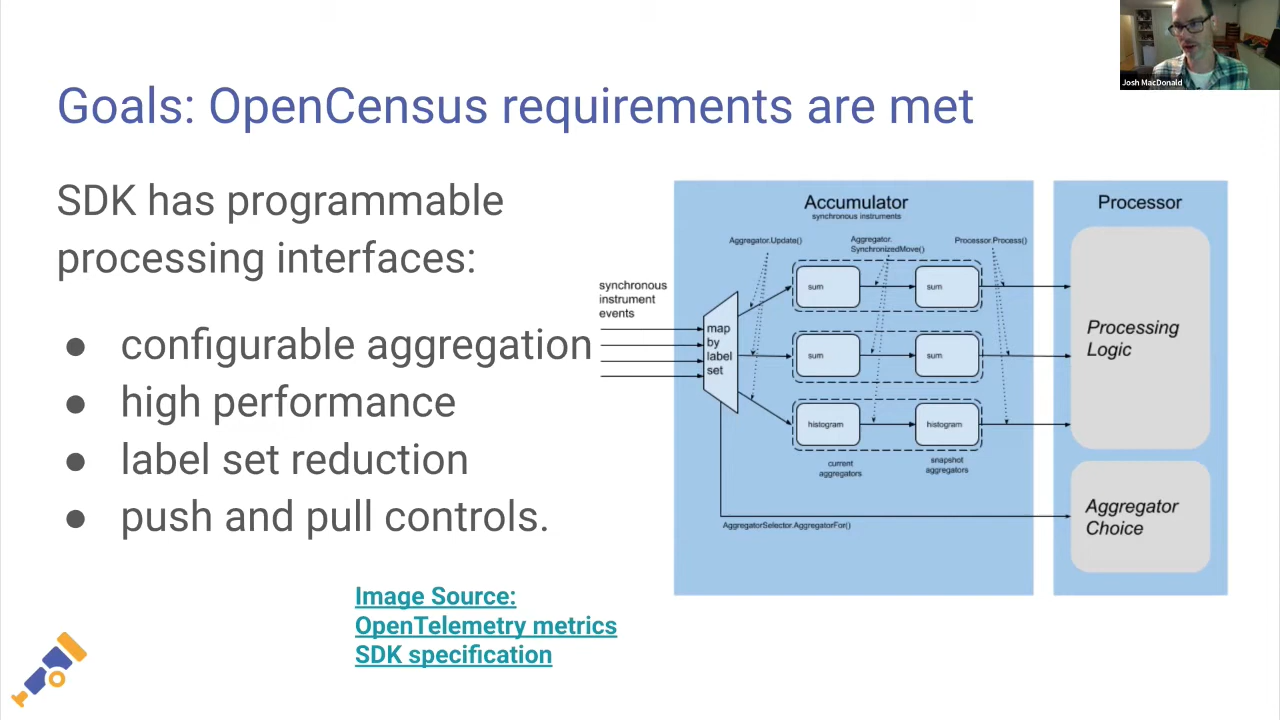 Josh MacDonald
Goals: OpenCensus requirements are met
SDK has programmable
processing interfaces:
● configurable aggregation
● high performance
● label set reduction
● push and pull controls.
Image Source:
OpenTelemetry metrics
SDK specification
synchronous
instrument
events
Accumulator
synchronous instruments
Aggregator.Update()
Aggregator.
SynchronizedMove()
Processor.Process()
map
by
label
set
sum
sum
sum
sum
histogram
histogram
current
aggregators
snapshot
aggregators
AggregatorSelector.AggregatorFor()
Processor
Processing
Logic
Aggregator
Choice